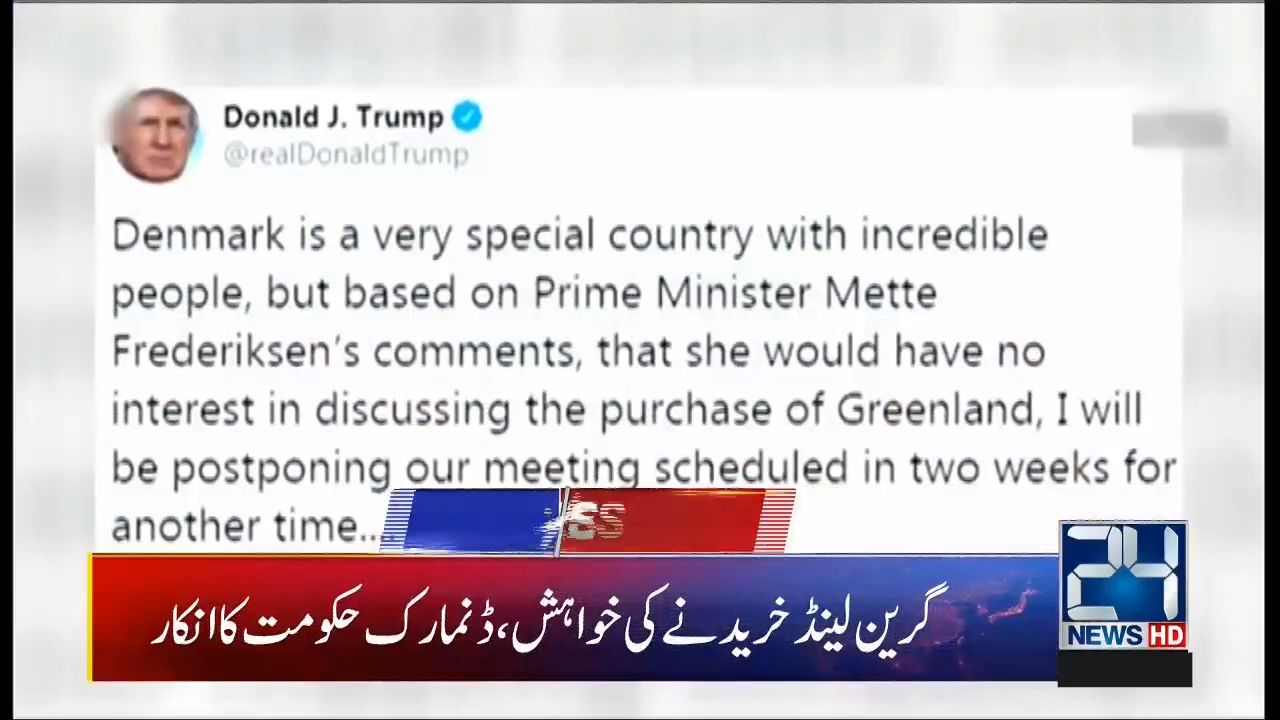 Donald J. Trump
@realDonaldTrump
Denmark is a very special country with incredible
people, but based on Prime Minister Mette
Frederiksen's comments, that she would have no
interest in discussing the purchase of Greenland, I will
be postponing our meeting scheduled in two weeks for
another time...
گرین لینڈ خریدنے کی خواہش، ڈنمارک حکومت کا انکار
24
NEWS HD